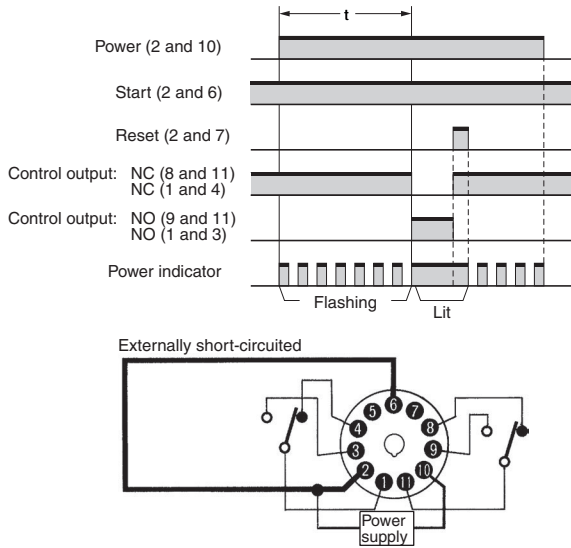 t
Power (2 and 10)
Start (2 and 6)
Reset (2 and 7)
Control output: NC (8 and 11)
NC (1 and 4)
Control output: NO (9 and 11)
NO (1 and 3)
Power indicator
Flashing
Lit
Externally short-circuited
6
5
7
4
8
3
9
2
10
1
11
Power
supply